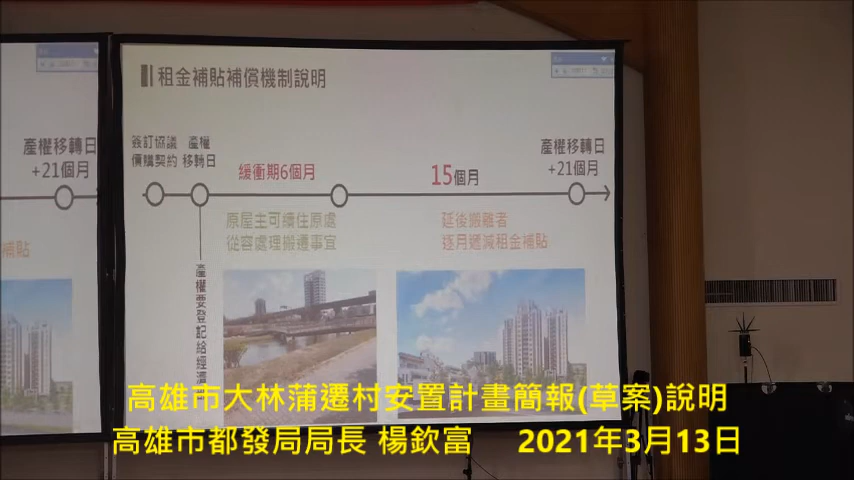 租金補貼補償機制說明
產權移轉日
+21個月
補貼
簽訂協議
價購契約
產權
移轉日
緩衝期6個月
15個月
產權移轉日
+21個月
原屋主可續住原處
從容處理搬遷事宜
延後搬離者
逐月遞減租金補貼
產權要登記給經濟
高雄市大林蒲遷村安置計畫簡報(草案)說明
高雄市都發局局長 楊欽富 2021年3月13日